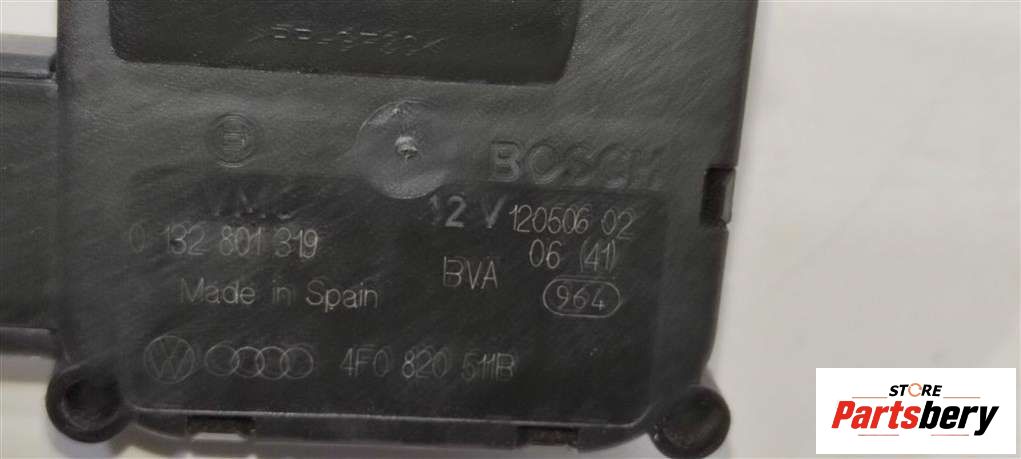 BOSCH
12 V 120506 02
0 132 801 319
06 (41)
BVA
Made in Spain
964
4F0 820 511B
STORE
Partsbery